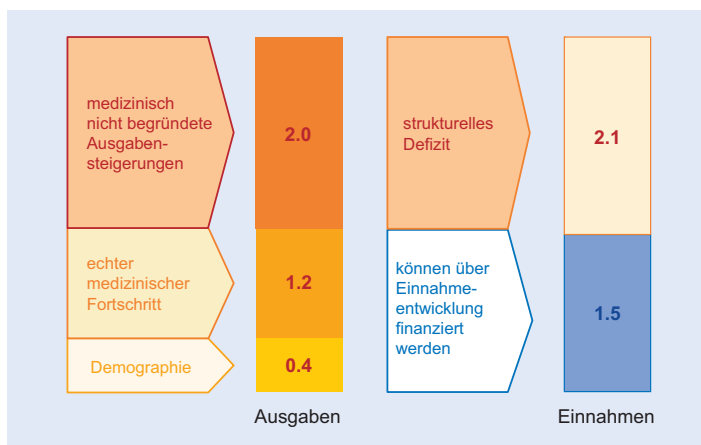 medizinisch
nicht begründete
Ausgaben-
steigerungen
2.0
echter
medizinischer
Fortschritt
1.2
Demographie
0.4
Ausgaben
strukturelles
Defizit
2.1
können über
Einnahme-
entwicklung
finanziert
werden
1.5
Einnahmen